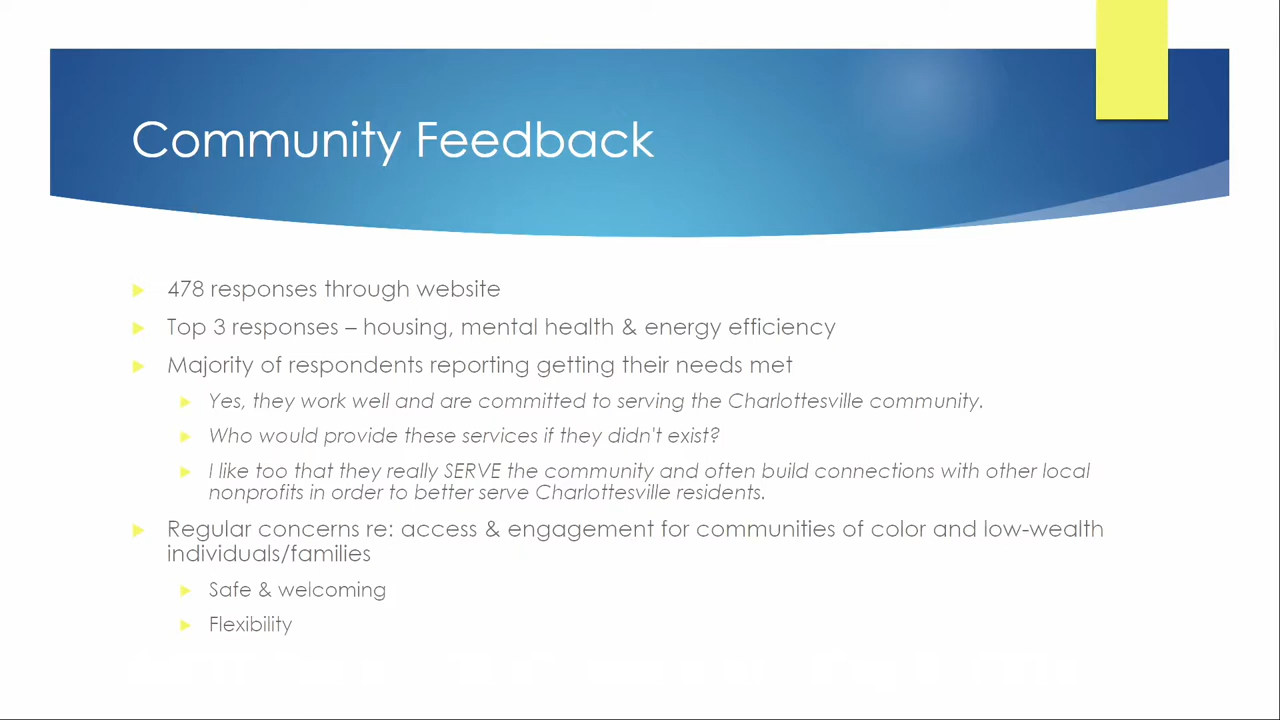 Community Feedback
478 responses through website
Top 3 responses – housing, mental health & energy efficiency
Majority of respondents reporting getting their needs met
Yes, they work well and are committed to serving the Charlottesville community.
Who would provide these services if they didn't exist?
I like too that they really SERVE the community and often build connections with other local
nonprofits in order to better serve Charlottesville residents.
Regular concerns re: access & engagement for communities of color and low-wealth
individuals/families
Safe & welcoming
Flexibility